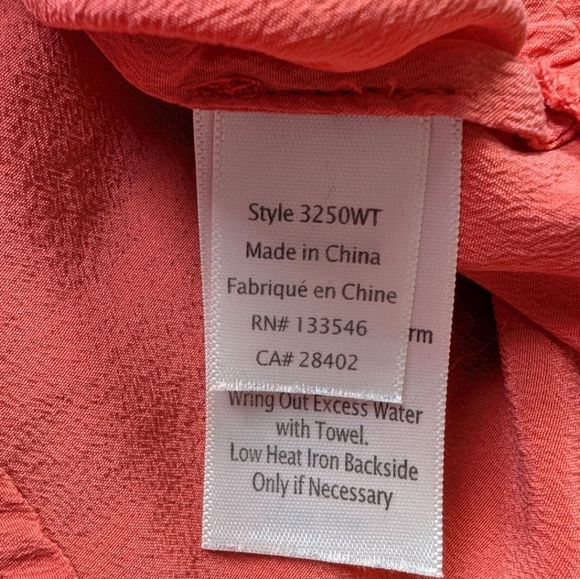 Style 3250WT
Made in China
Fabriqué en Chine
RN# 133546
CA# 28402
rm
Wring Out Excess Water
with Towel.
Low Heat Iron Backside
Only if Necessary